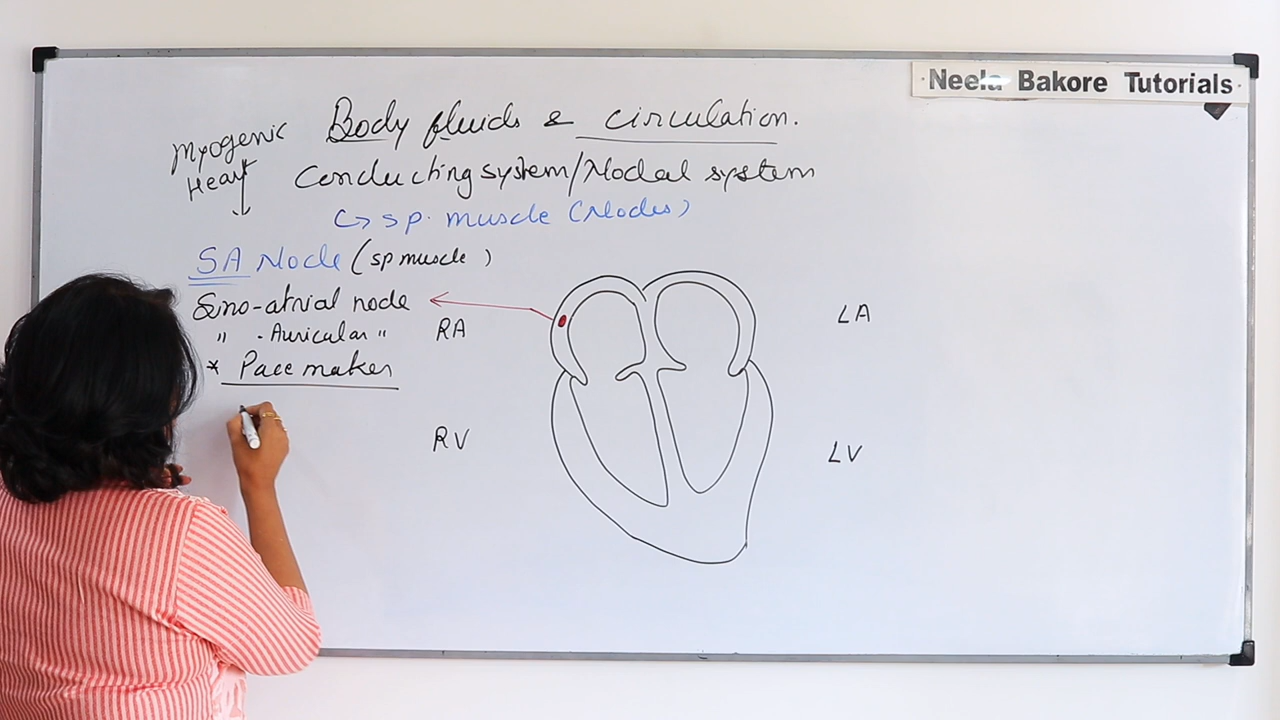 Neela Bakore Tutorials
Body fluids & circulation.
Myogenic
Heart
Conducting system/Nodal system
↳ sp. muscle (Nodes)
SA Node (sp muscle )
Sino-atrial node
" - Auricular "
* Pace maker
RA
LA
RV
LV